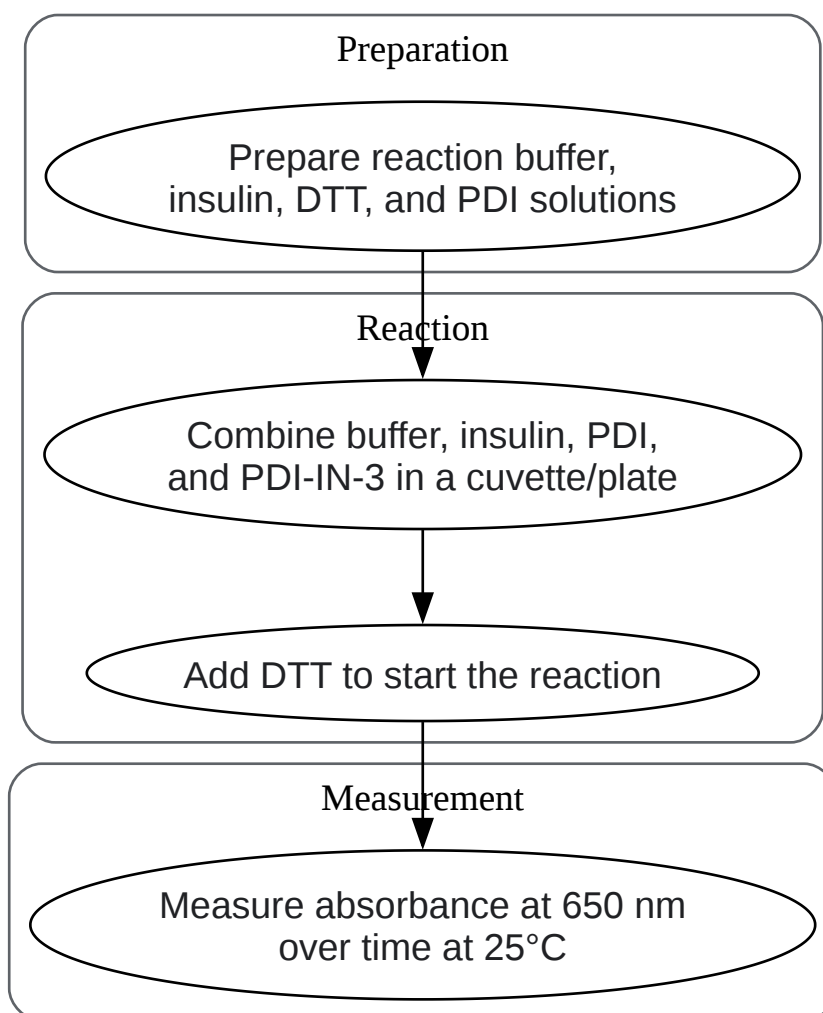 Preparation
Prepare reaction buffer,
insulin, DTT, and PDI solutions
Reaction
Combine buffer, insulin, PDI,
and PDI-IN-3 in a cuvette/plate
Add DTT to start the reaction
Measurement
Measure absorbance at 650 nm
over time at 25°C